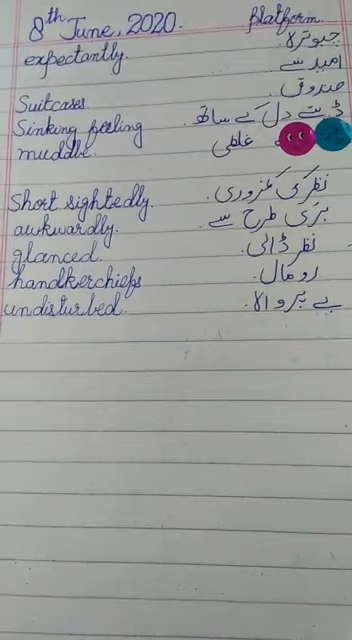 8th June, 2020. Platform
چبوترا.
expectantly. امید سے
Suitcases. صندوق.
Sinking feeling ڈوبتے دل کے ساتھ.
muddle. غلطی
Short sightedly. نظر کی کمزوری.
awkwardly. بری طرح سے.
glanced. نظر ڈالی.
handkerchiefs رومال.
undisturbed. بے پروالا.